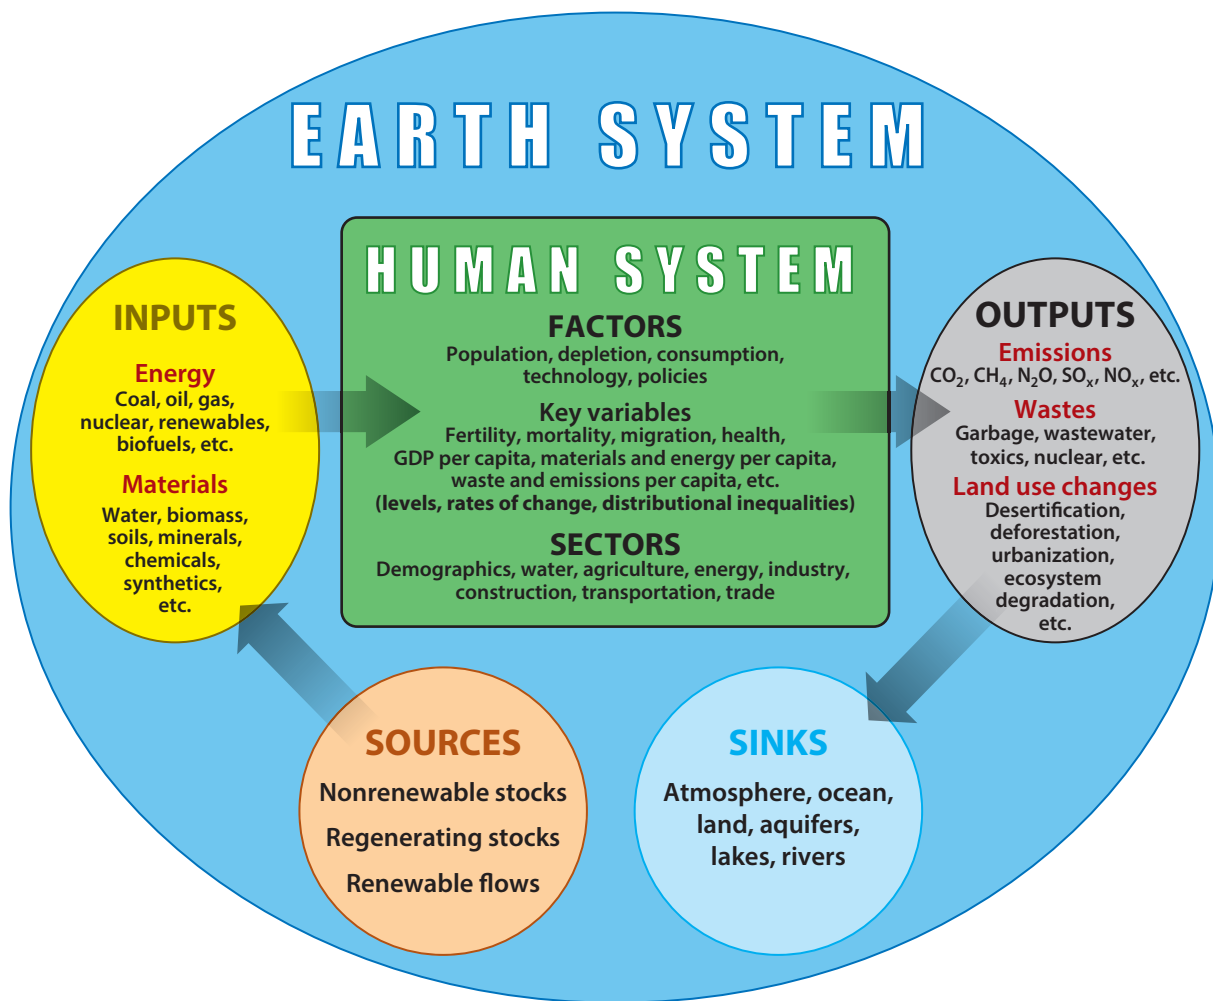 EARTH SYSTEM
HUMAN SYSTEM
FACTORS
Population, depletion, consumption,
technology, policies
Key variables
Fertility, mortality, migration, health,
GDP per capita, materials and energy per capita,
waste and emissions per capita, etc.
(levels, rates of change, distributional inequalities)
SECTORS
Demographics, water, agriculture, energy, industry,
construction, transportation, trade
INPUTS
Energy
Coal, oil, gas,
nuclear, renewables,
biofuels, etc.
Materials
Water, biomass,
soils, minerals,
chemicals,
synthetics,
etc.
OUTPUTS
Emissions
CO₂, CH₄, N₂O, SOₓ, NOₓ, etc.
Wastes
Garbage, wastewater,
toxics, nuclear, etc.
Land use changes
Desertification,
deforestation,
urbanization,
ecosystem
degradation,
etc.
SOURCES
Nonrenewable stocks
Regenerating stocks
Renewable flows
SINKS
Atmosphere, ocean,
land, aquifers,
lakes, rivers